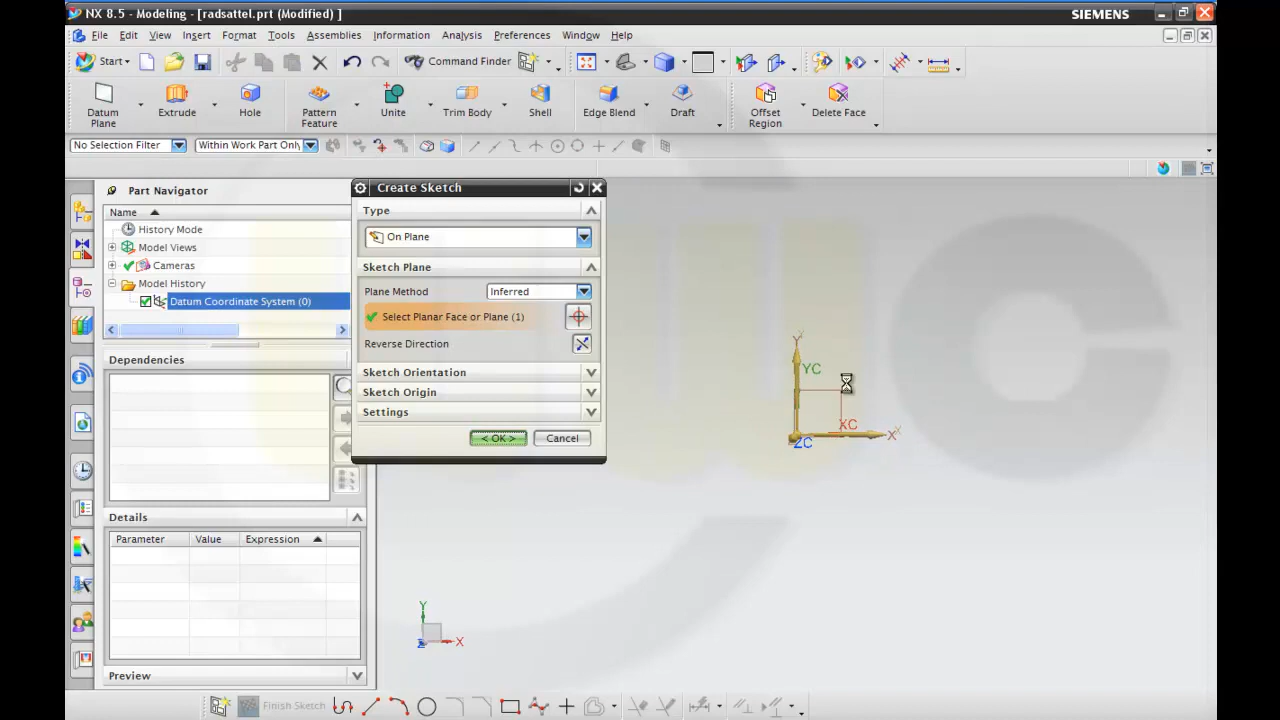 NX 8.5 - Modeling - [radsattel.prt (Modified) ]
SIEMENS
File Edit View Insert Format Tools Assemblies Information Analysis Preferences Window Help
Start
Command Finder
Datum Plane
Extrude
Hole
Pattern Feature
Unite
Trim Body
Shell
Edge Blend
Draft
Offset Region
Delete Face
No Selection Filter
Within Work Part Only
Part Navigator
Name
History Mode
Model Views
Cameras
Model History
Datum Coordinate System (0)
Dependencies
Details
Parameter Value Expression
Preview
Create Sketch
Type
On Plane
Sketch Plane
Plane Method Inferred
Select Planar Face or Plane (1)
Reverse Direction
Sketch Orientation
Sketch Origin
Settings
< OK > Cancel
Y
YC
XC
X
ZC
Y
Z
X
Finish Sketch